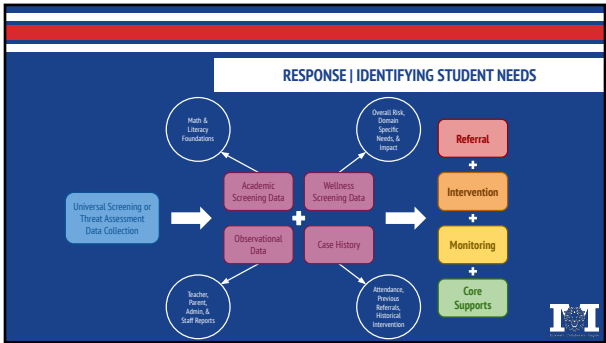 RESPONSE | IDENTIFYING STUDENT NEEDS
Math &
Literacy
Foundations
Overall Risk,
Domain
Specific
Needs, &
Impact
Universal Screening or
Threat Assessment
Data Collection
Academic
Screening Data
Wellness
Screening Data
Observational
Data
Case History
Teacher,
Parent,
Admin, &
Staff Reports
Attendance,
Previous
Referrals,
Historical
Intervention
Referral
+
Intervention
+
Monitoring
+
Core
Supports
M